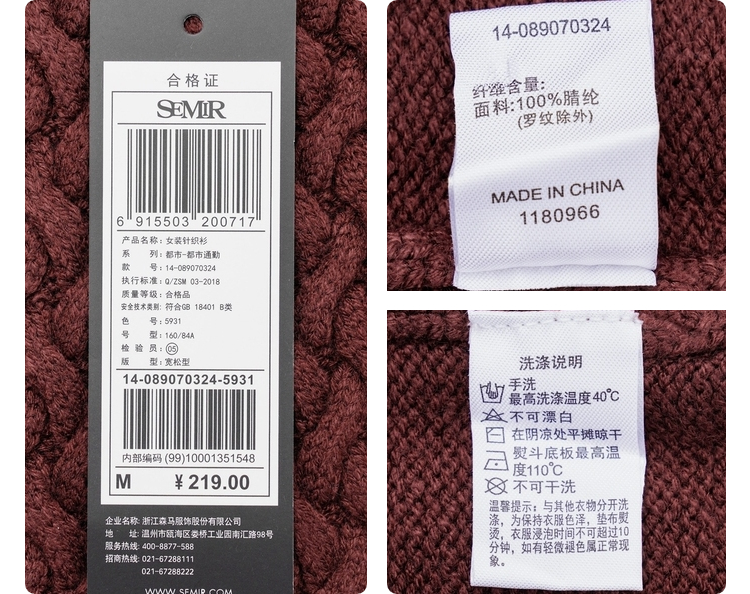 合格证
SEMIR
6 915503 200717
产品名称: 女装针织衫
系 列: 都市-都市通勤
款 号: 14-089070324
执行标准: Q/ZSM 03-2018
质量等级: 合格品
安全技术类别: 符合GB 18401 B类
色 号: 5931
号 型: 160/84A
检 验 员: 05
版 型: 宽松型
14-089070324-5931
内部编码 (99)10001351548
M ¥219.00
企业名称: 浙江森马服饰股份有限公司
地 址: 温州市瓯海区娄桥工业园南汇路98号
服务热线: 400-8877-588
招商热线: 021-67288111
021-67288222
WWW.SEMIR.COM
14-089070324
纤维含量:
面料:100%腈纶
(罗纹除外)
MADE IN CHINA
1180966
洗涤说明
手洗
最高洗涤温度40℃
不可漂白
在阴凉处平摊晾干
熨斗底板最高温
度110℃
不可干洗
温馨提示: 与其他衣物分开洗
涤, 为保持衣服色泽, 垫布熨
烫, 衣服浸泡时间不可超过10
分钟, 如有轻微褪色属正常现
象。